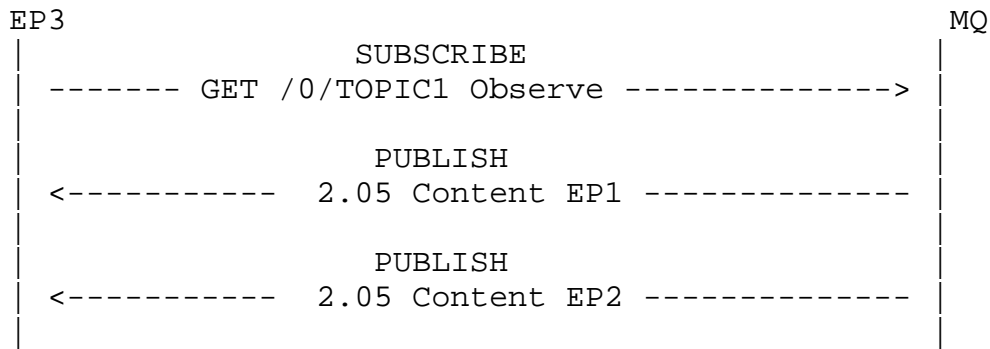 EP3 MQ
SUBSCRIBE
------- GET /0/TOPIC1 Observe -------------->
PUBLISH
<----------- 2.05 Content EP1 --------------
PUBLISH
<----------- 2.05 Content EP2 --------------